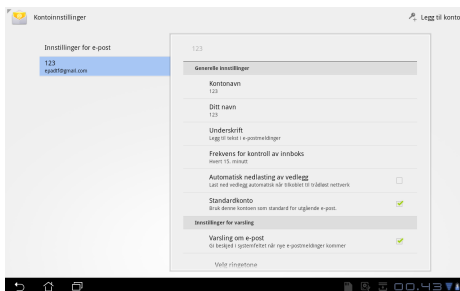 Kontoinnstillinger
Legg til konto
Innstillinger for e-post
123
epadtf@gmail.com
123
Generelle innstillinger
Kontonavn
123
Ditt navn
123
Underskrift
Legg til tekst i e-postmeldinger
Frekvens for kontroll av innboks
Hvert 15. minutt
Automatisk nedlasting av vedlegg
Last ned vedlegg automatisk når tilkoblet til trådløst nettverk
Standardkonto
Bruk denne kontoen som standard for utgående e-post.
Innstillinger for varsling
Varsling om e-post
Gi beskjed i systemfeltet når nye e-postmeldinger kommer
Velg ringetone
00.43